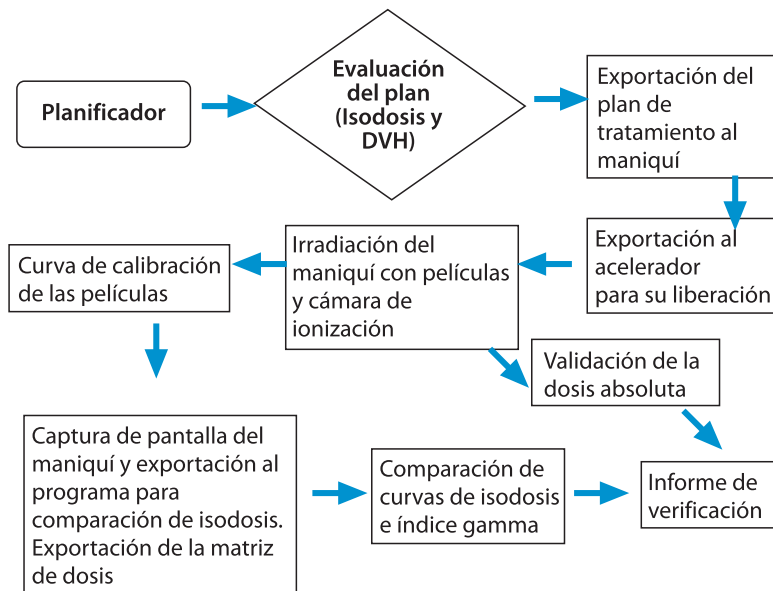 Planificador
Evaluación
del plan
(Isodosis y
DVH)
Exportación del
plan de
tratamiento al
maniquí
Exportación al
acelerador
para su liberación
Irradiación del
maniquí con películas
y cámara de
ionización
Curva de calibración
de las películas
Validación de la
dosis absoluta
Captura de pantalla del
maniquí y exportación al
programa para
comparación de isodosis.
Exportación de la matriz
de dosis
Comparación de
curvas de isodosis
e índice gamma
Informe de
verificación